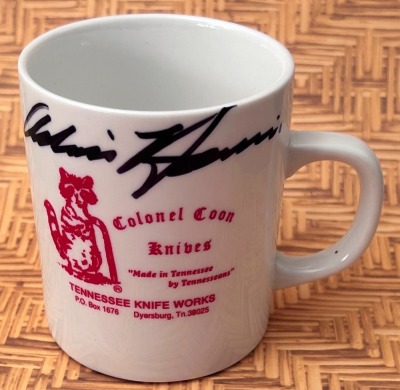 Colonel Coon
Knives
"Made in Tennessee
by Tennesseans"
®
TENNESSEE KNIFE WORKS
P.O. Box 1676 Dyersburg, Tn.38025